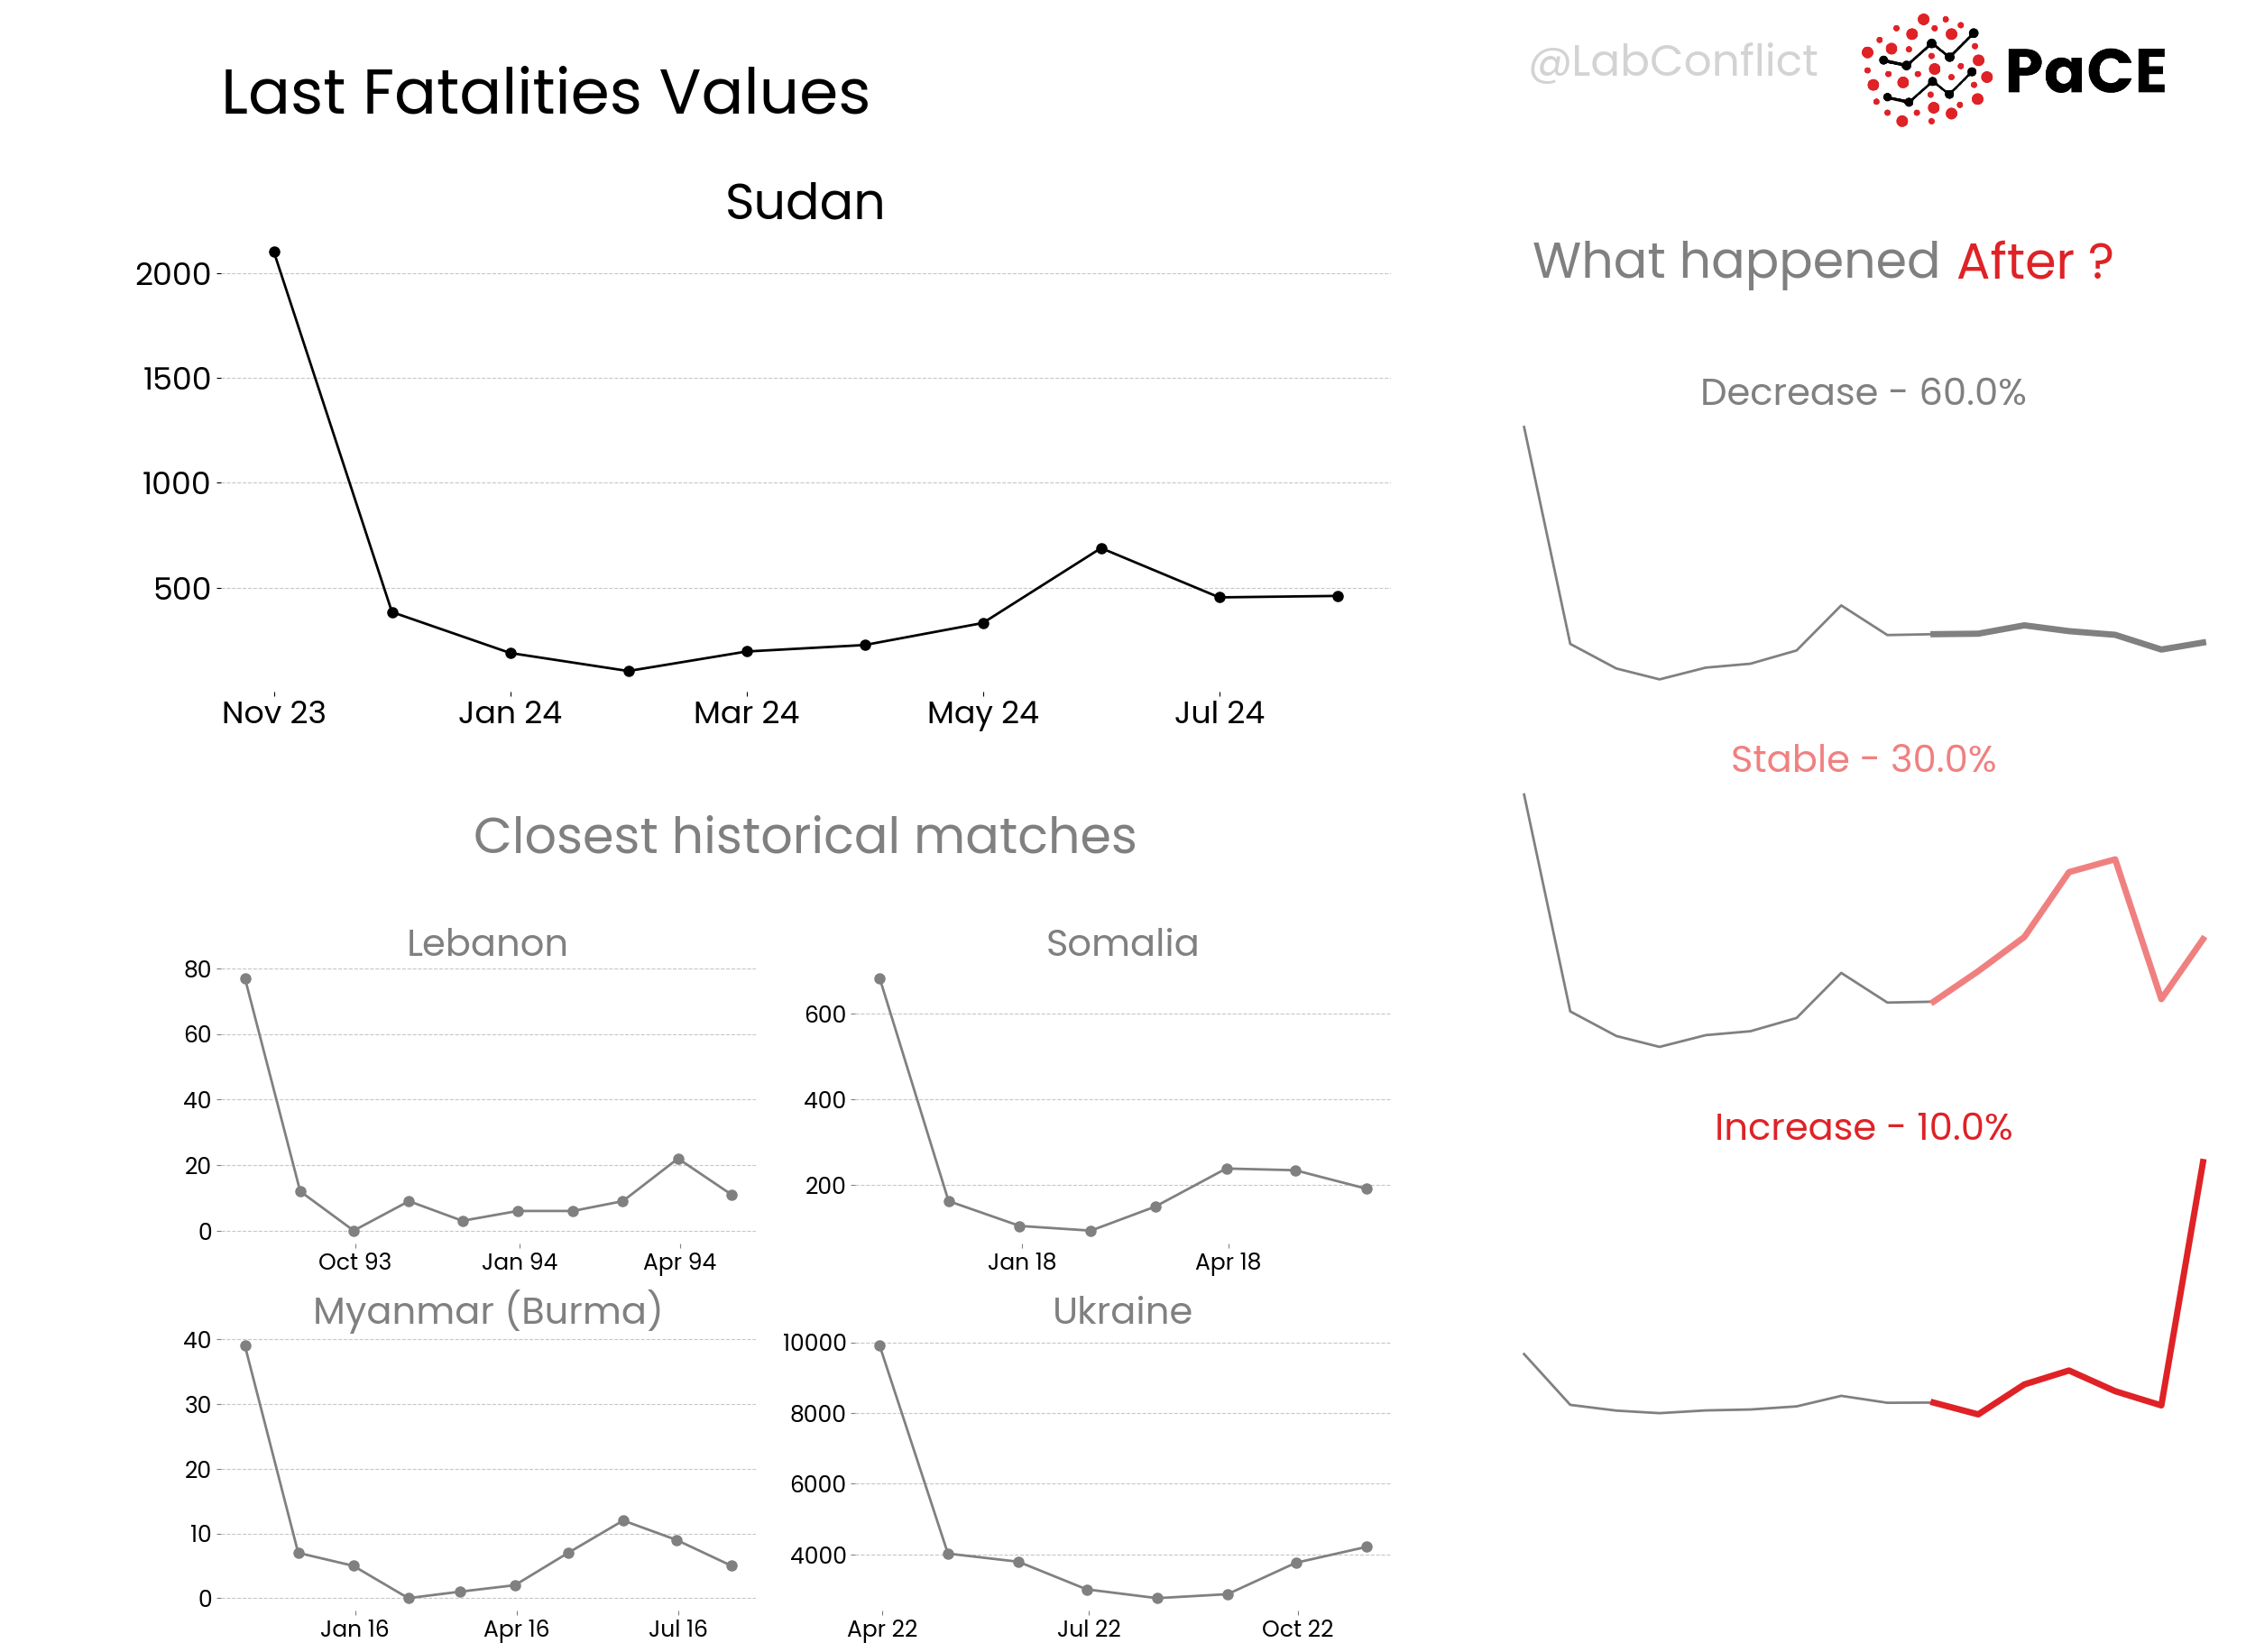 Last Fatalities Values
@LabConflict
PaCE
Sudan
2000
1500
1000
500
Nov 23 Jan 24 Mar 24 May 24 Jul 24
What happened After ?
Decrease - 60.0%
Stable - 30.0%
Increase - 10.0%
Closest historical matches
Lebanon
80
60
40
20
0
Oct 93 Jan 94 Apr 94
Somalia
600
400
200
Jan 18 Apr 18
Myanmar (Burma)
40
30
20
10
0
Jan 16 Apr 16 Jul 16
Ukraine
10000
8000
6000
4000
Apr 22 Jul 22 Oct 22